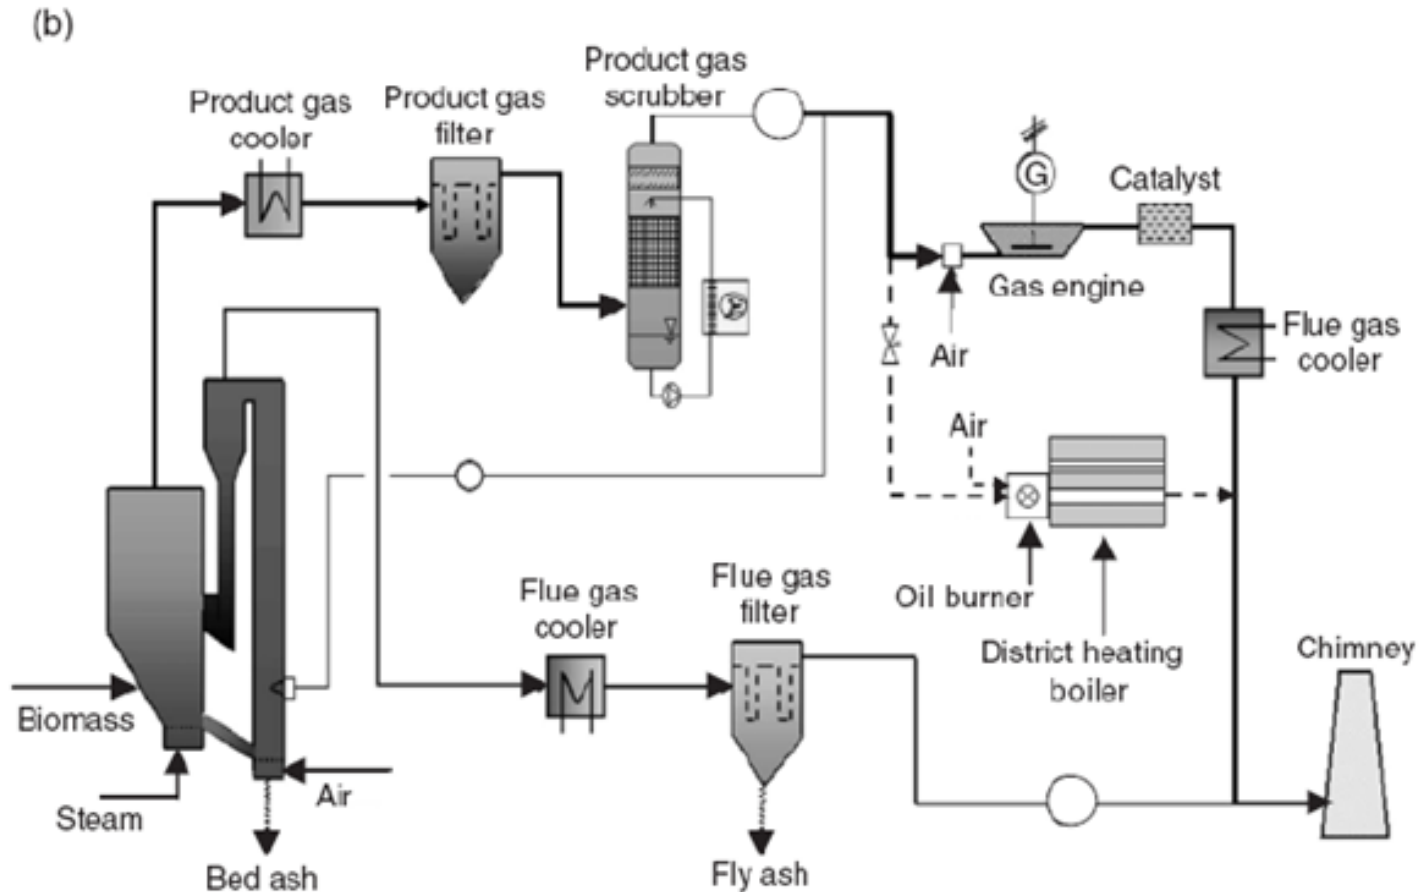 (b)
Product gas
cooler
Product gas
filter
Product gas
scrubber
G
Catalyst
Gas engine
Air
Flue gas
cooler
Air
Oil burner
District heating
boiler
Chimney
Flue gas
cooler
Flue gas
filter
Biomass
Steam
Air
Bed ash
Fly ash